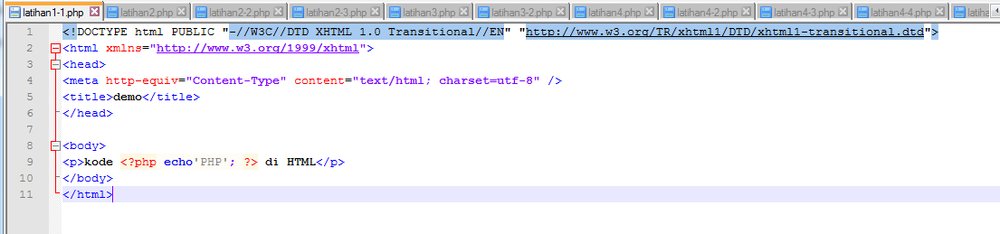 latihan1-1.php latihan2.php latihan2-2.php latihan2-3.php latihan3.php latihan3-2.php latihan4.php latihan4-2.php latihan4-3.php latihan4-4.php
1 <!DOCTYPE html PUBLIC "-//W3C//DTD XHTML 1.0 Transitional//EN" "http://www.w3.org/TR/xhtml1/DTD/xhtml1-transitional.dtd">
2 <html xmlns="http://www.w3.org/1999/xhtml">
3 <head>
4 <meta http-equiv="Content-Type" content="text/html; charset=utf-8" />
5 <title>demo</title>
6 </head>
7
8 <body>
9 <p>kode <?php echo'PHP'; ?> di HTML</p>
10 </body>
11 </html>